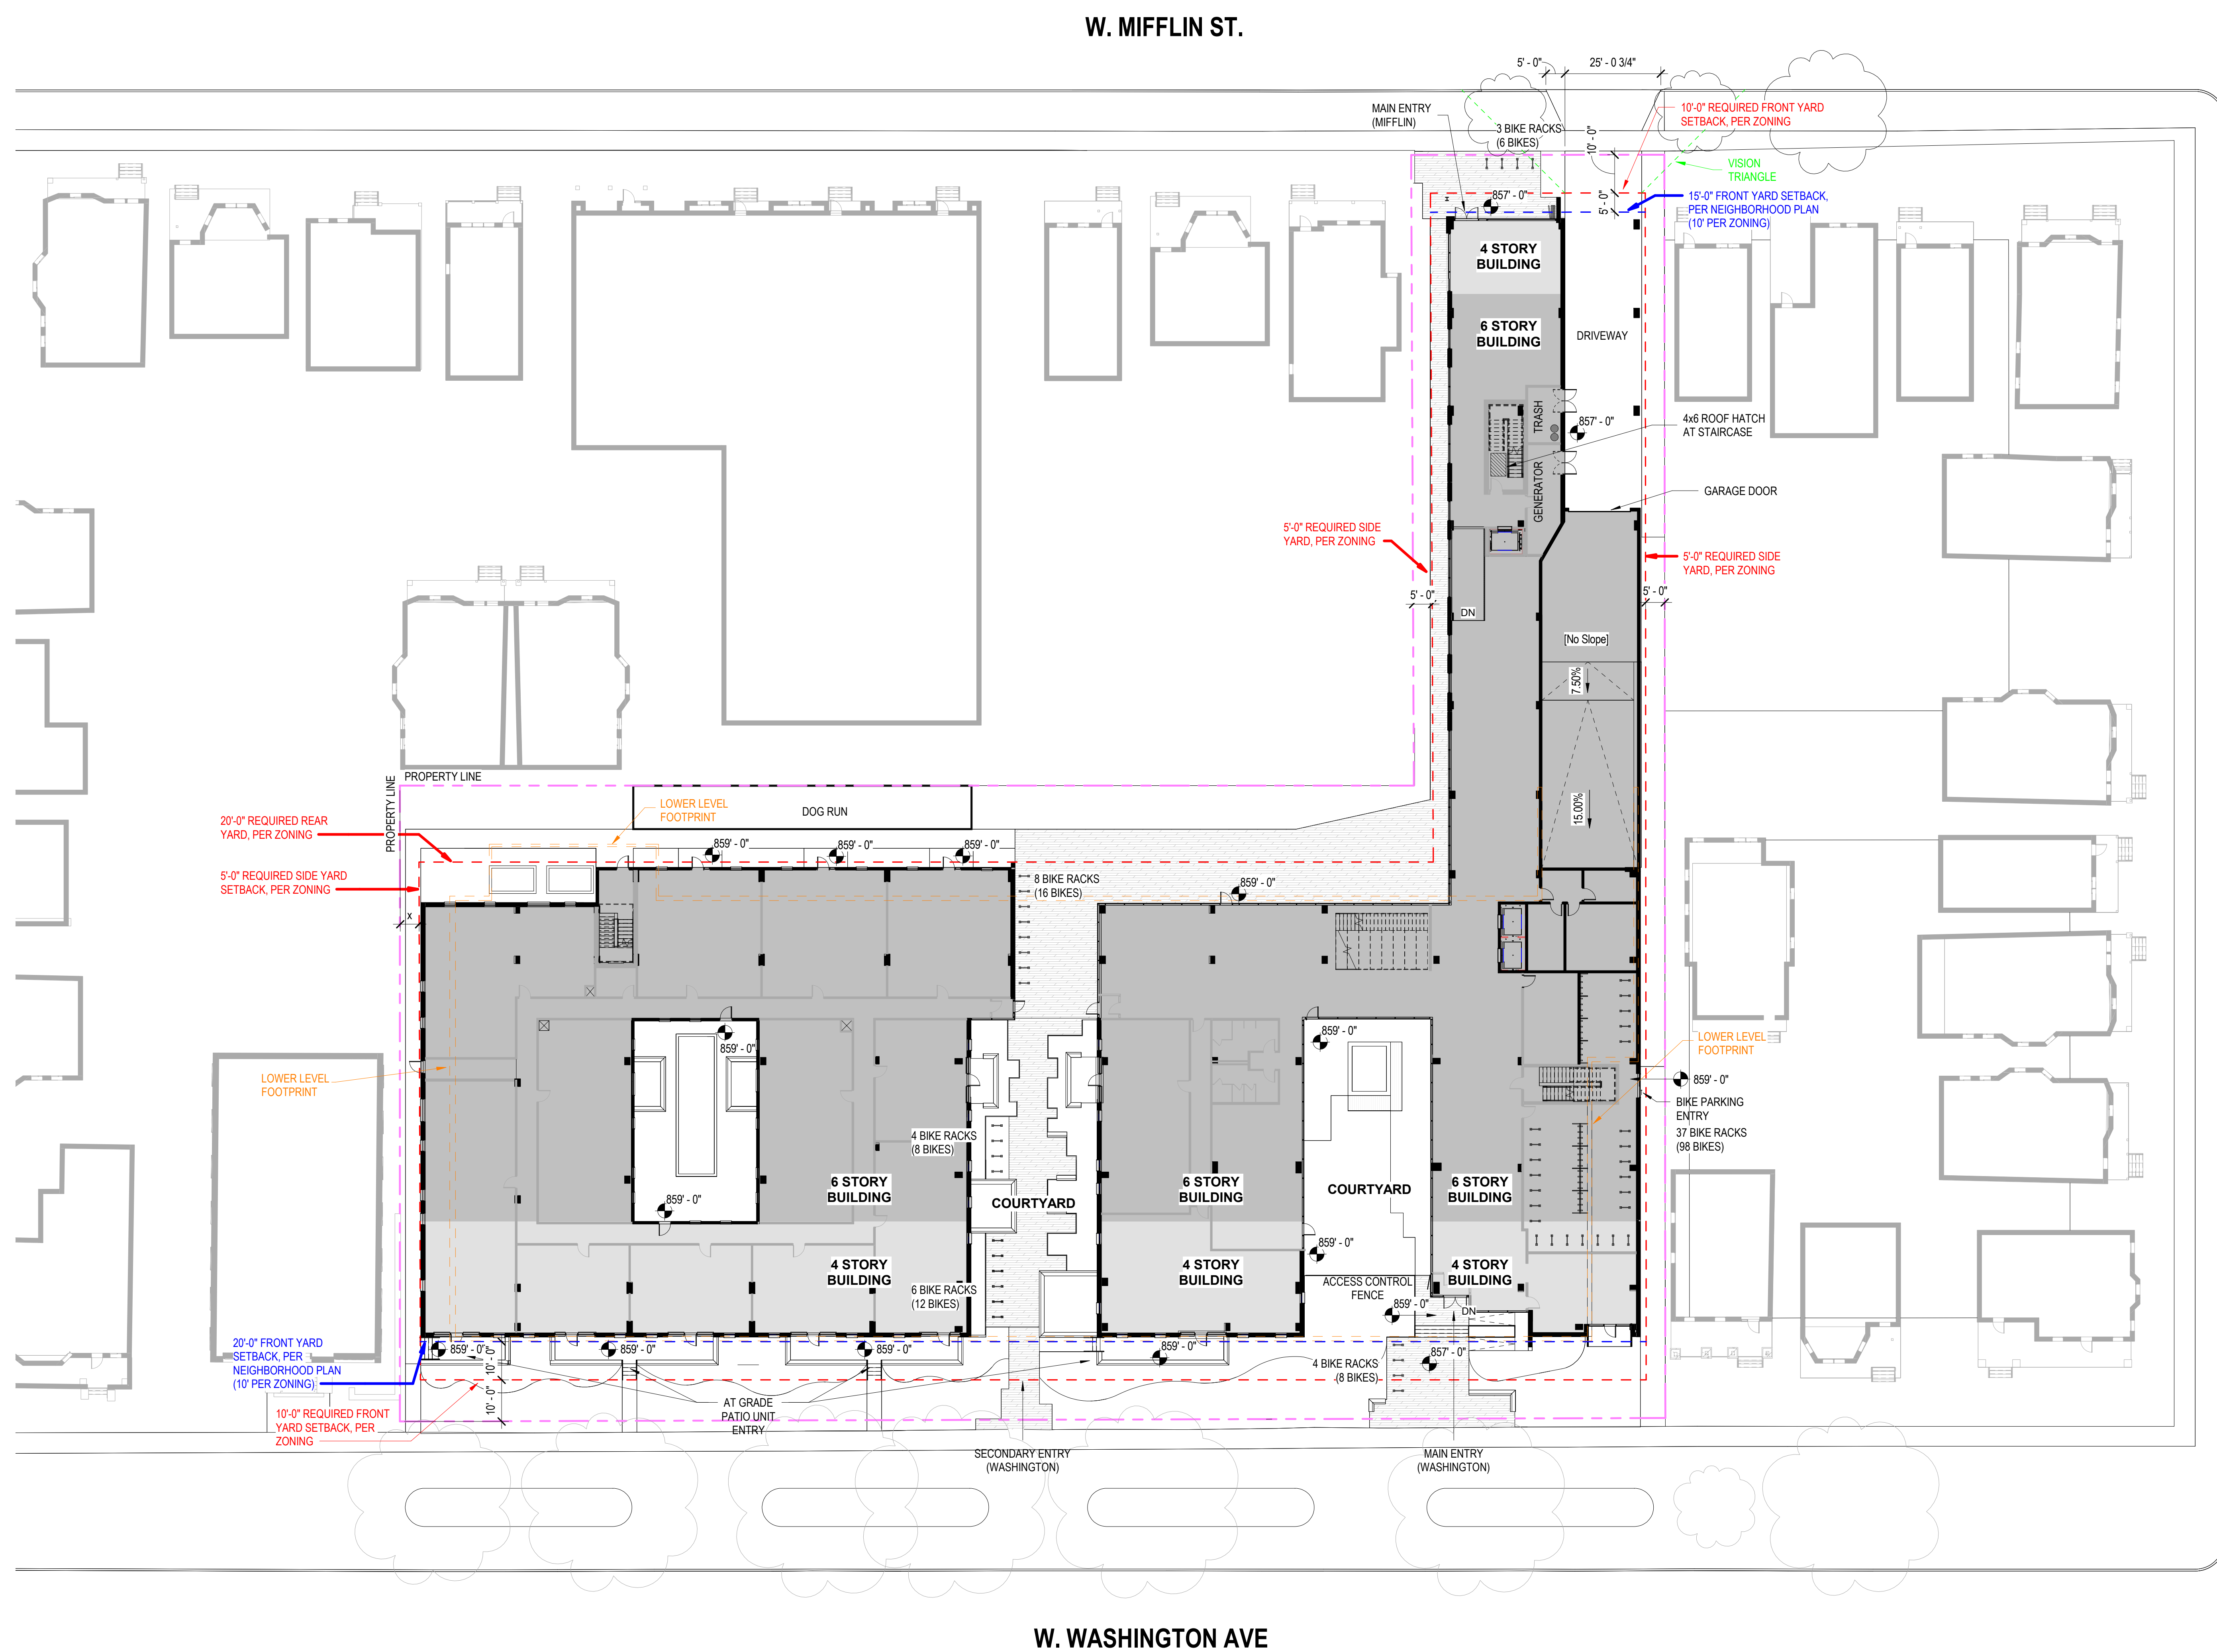 W. MIFFLIN ST.
5' - 0"
25' - 0 3/4"
MAIN ENTRY
(MIFFLIN)
3 BIKE RACKS
(6 BIKES)
10' - 0"
10'-0" REQUIRED FRONT YARD
SETBACK, PER ZONING
VISION
TRIANGLE
857' - 0"
5' - 0"
15'-0" FRONT YARD SETBACK,
PER NEIGHBORHOOD PLAN
(10' PER ZONING)
4 STORY
BUILDING
6 STORY
BUILDING
DRIVEWAY
TRASH
857' - 0"
4x6 ROOF HATCH
AT STAIRCASE
GENERATOR
GARAGE DOOR
5'-0" REQUIRED SIDE
YARD, PER ZONING
5'-0" REQUIRED SIDE
YARD, PER ZONING
5' - 0"
5' - 0"
DN
[No Slope]
7.50%
15.00%
PROPERTY LINE
PROPERTY LINE
LOWER LEVEL
FOOTPRINT
DOG RUN
20'-0" REQUIRED REAR
YARD, PER ZONING
859' - 0"
859' - 0"
859' - 0"
5'-0" REQUIRED SIDE YARD
SETBACK, PER ZONING
8 BIKE RACKS
(16 BIKES)
859' - 0"
x
859' - 0"
859' - 0"
LOWER LEVEL
FOOTPRINT
LOWER LEVEL
FOOTPRINT
859' - 0"
BIKE PARKING
ENTRY
37 BIKE RACKS
(98 BIKES)
4 BIKE RACKS
(8 BIKES)
859' - 0"
6 STORY
BUILDING
COURTYARD
6 STORY
BUILDING
COURTYARD
6 STORY
BUILDING
859' - 0"
4 STORY
BUILDING
6 BIKE RACKS
(12 BIKES)
4 STORY
BUILDING
ACCESS CONTROL
FENCE
4 STORY
BUILDING
859' - 0"
DN
20'-0" FRONT YARD
SETBACK, PER
NEIGHBORHOOD PLAN
(10' PER ZONING)
859' - 0"
10' - 0"
859' - 0"
859' - 0"
859' - 0"
4 BIKE RACKS
(8 BIKES)
857' - 0"
10' - 0"
10'-0" REQUIRED FRONT
YARD SETBACK, PER
ZONING
AT GRADE
PATIO UNIT
ENTRY
SECONDARY ENTRY
(WASHINGTON)
MAIN ENTRY
(WASHINGTON)
W. WASHINGTON AVE